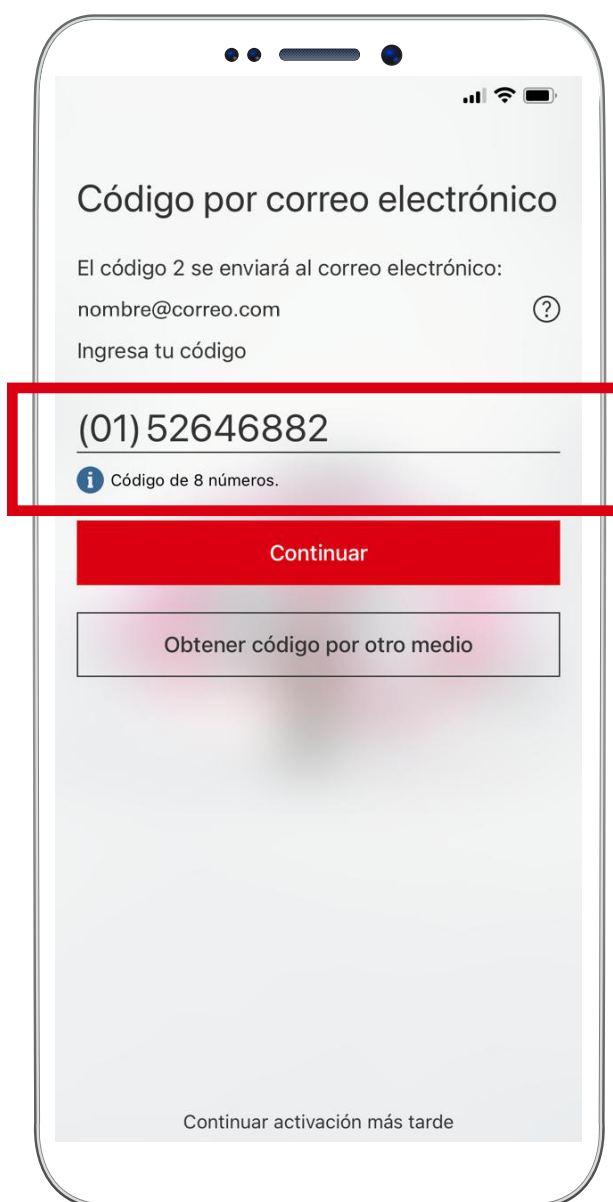 Código por correo electrónico
El código 2 se enviará al correo electrónico:
nombre@correo.com
Ingresa tu código
(01) 52646882
Código de 8 números.
Continuar
Obtener código por otro medio
Continuar activación más tarde